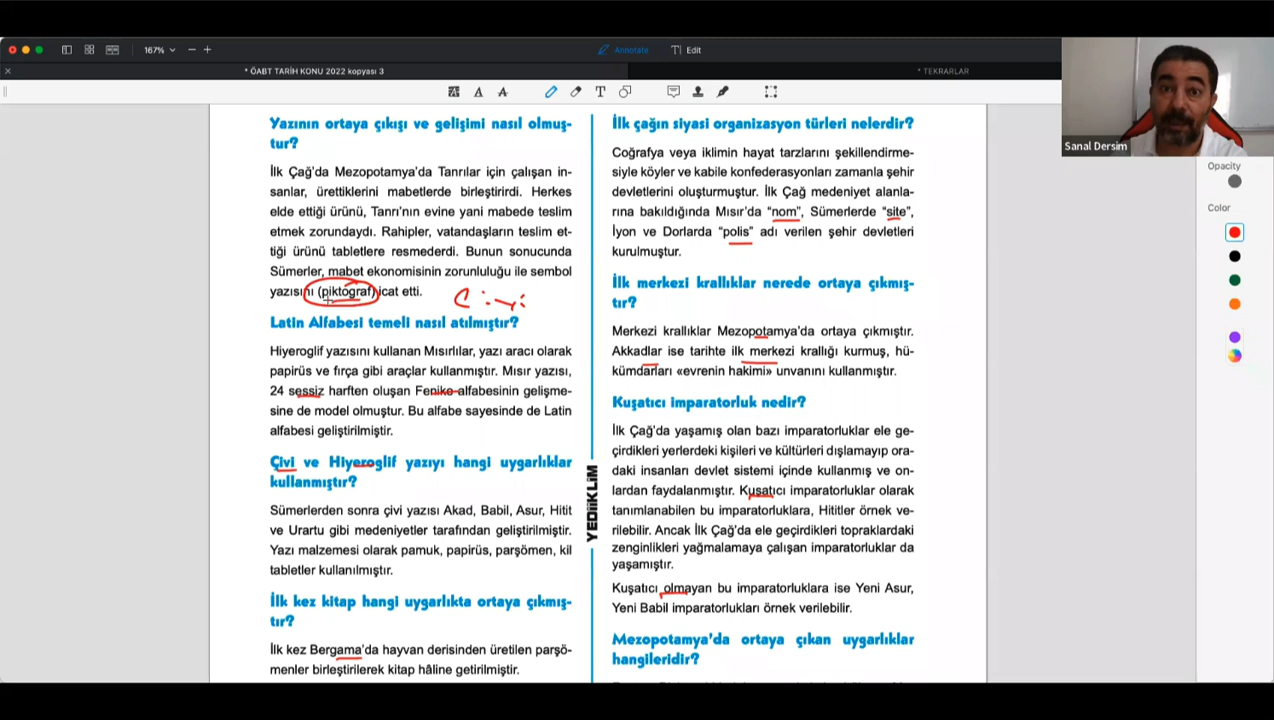 167%
Annotate
Edit
* ÖABT TARİH KONU 2022 kopyası 3
* TEKRARLAR
Sanal Dersim
Opacity
Color
Yazının ortaya çıkışı ve gelişimi nasıl olmuş-
tur?
İlk Çağ'da Mezopotamya'da Tanrılar için çalışan in-
sanlar, ürettiklerini mabetlerde birleştirirdi. Herkes
elde ettiği ürünü, Tanrı'nın evine yani mabede teslim
etmek zorundaydı. Rahipler, vatandaşların teslim et-
tiği ürünü tabletlere resmederdi. Bunun sonucunda
Sümerler, mabet ekonomisinin zorunluluğu ile sembol
yazısını (piktograf) icat etti.
Latin Alfabesi temeli nasıl atılmıştır?
Hiyeroglif yazısını kullanan Mısırlılar, yazı aracı olarak
papirüs ve fırça gibi araçlar kullanmıştır. Mısır yazısı,
24 sessiz harften oluşan Fenike alfabesinin gelişme-
sine de model olmuştur. Bu alfabe sayesinde de Latin
alfabesi geliştirilmiştir.
Çivi ve Hiyeroglif yazıyı hangi uygarlıklar
kullanmıştır?
Sümerlerden sonra çivi yazısı Akad, Babil, Asur, Hitit
ve Urartu gibi medeniyetler tarafından geliştirilmiştir.
Yazı malzemesi olarak pamuk, papirüs, parşömen, kil
tabletler kullanılmıştır.
İlk kez kitap hangi uygarlıkta ortaya çıkmış-
tır?
İlk kez Bergama'da hayvan derisinden üretilen parşö-
menler birleştirilerek kitap hâline getirilmiştir.
YEDİİKLİM
İlk çağın siyasi organizasyon türleri nelerdir?
Coğrafya veya iklimin hayat tarzlarını şekillendirme-
siyle köyler ve kabile konfederasyonları zamanla şehir
devletlerini oluşturmuştur. İlk Çağ medeniyet alanla-
rına bakıldığında Mısır'da “nom”, Sümerlerde “site”,
İyon ve Dorlarda “polis” adı verilen şehir devletleri
kurulmuştur.
İlk merkezi krallıklar nerede ortaya çıkmış-
tır?
Merkezi krallıklar Mezopotamya'da ortaya çıkmıştır.
Akkadlar ise tarihte ilk merkezi krallığı kurmuş, hü-
kümdarları «evrenin hakimi» unvanını kullanmıştır.
Kuşatıcı imparatorluk nedir?
İlk Çağ'da yaşamış olan bazı imparatorluklar ele ge-
çirdikleri yerlerdeki kişileri ve kültürleri dışlamayıp ora-
daki insanları devlet sistemi içinde kullanmış ve on-
lardan faydalanmıştır. Kuşatıcı imparatorluklar olarak
tanımlanabilen bu imparatorluklara, Hititler örnek ve-
rilebilir. Ancak İlk Çağ'da ele geçirdikleri topraklardaki
zenginlikleri yağmalamaya çalışan imparatorluklar da
yaşamıştır.
Kuşatıcı olmayan bu imparatorluklara ise Yeni Asur,
Yeni Babil imparatorlukları örnek verilebilir.
Mezopotamya'da ortaya çıkan uygarlıklar
hangileridir?